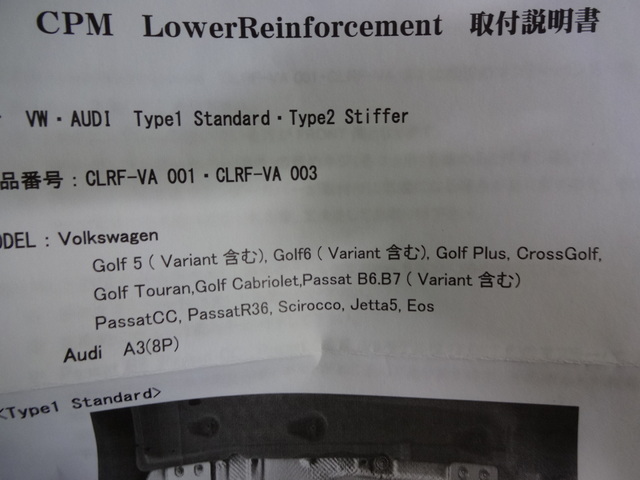 CPM LowerReinforcement 取付説明書
VW・AUDI Type1 Standard・Type2 Stiffer
品番号：CLRF-VA 001・CLRF-VA 003
ODEL：Volkswagen
Golf 5 ( Variant 含む), Golf6 ( Variant 含む), Golf Plus, CrossGolf,
Golf Touran,Golf Cabriolet,Passat B6.B7 ( Variant 含む)
PassatCC, PassatR36, Scirocco, Jetta5, Eos
Audi A3(8P)
<Type1 Standard>